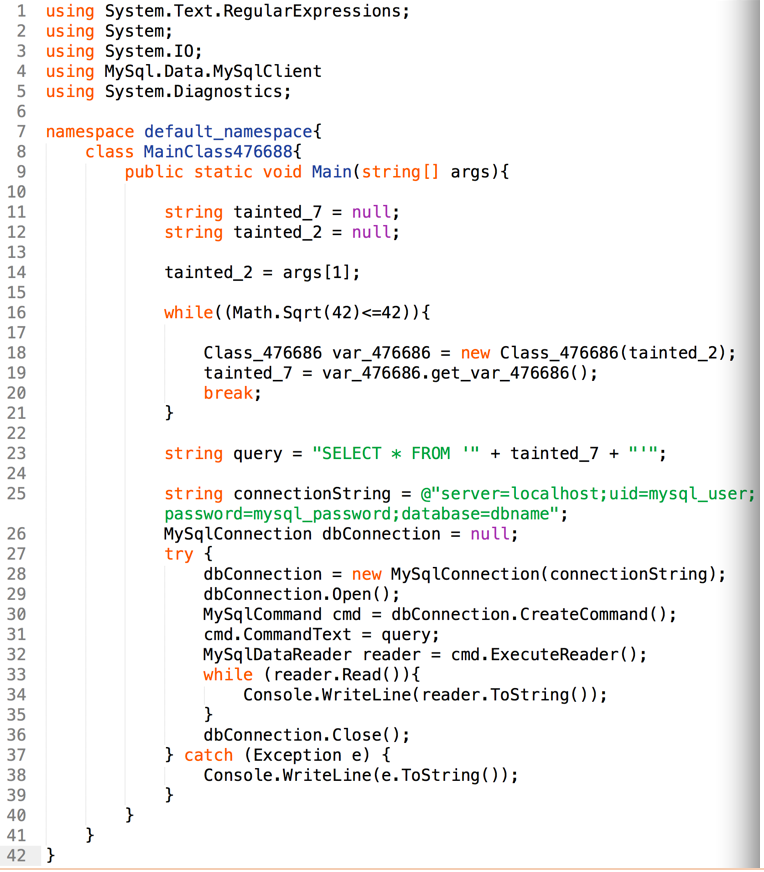 1 using System.Text.RegularExpressions;
2 using System;
3 using System.IO;
4 using MySql.Data.MySqlClient
5 using System.Diagnostics;
6
7 namespace default_namespace{
8     class MainClass476688{
9         public static void Main(string[] args){
10
11             string tainted_7 = null;
12             string tainted_2 = null;
13
14             tainted_2 = args[1];
15
16             while((Math.Sqrt(42)<=42)){
17
18                 Class_476686 var_476686 = new Class_476686(tainted_2);
19                 tainted_7 = var_476686.get_var_476686();
20                 break;
21             }
22
23             string query = "SELECT * FROM '" + tainted_7 + "'";
24
25             string connectionString = @"server=localhost;uid=mysql_user;
            password=mysql_password;database=dbname";
26             MySqlConnection dbConnection = null;
27             try {
28                 dbConnection = new MySqlConnection(connectionString);
29                 dbConnection.Open();
30                 MySqlCommand cmd = dbConnection.CreateCommand();
31                 cmd.CommandText = query;
32                 MySqlDataReader reader = cmd.ExecuteReader();
33                 while (reader.Read()){
34                     Console.WriteLine(reader.ToString());
35                 }
36                 dbConnection.Close();
37             } catch (Exception e) {
38                 Console.WriteLine(e.ToString());
39             }
40         }
41     }
42 }